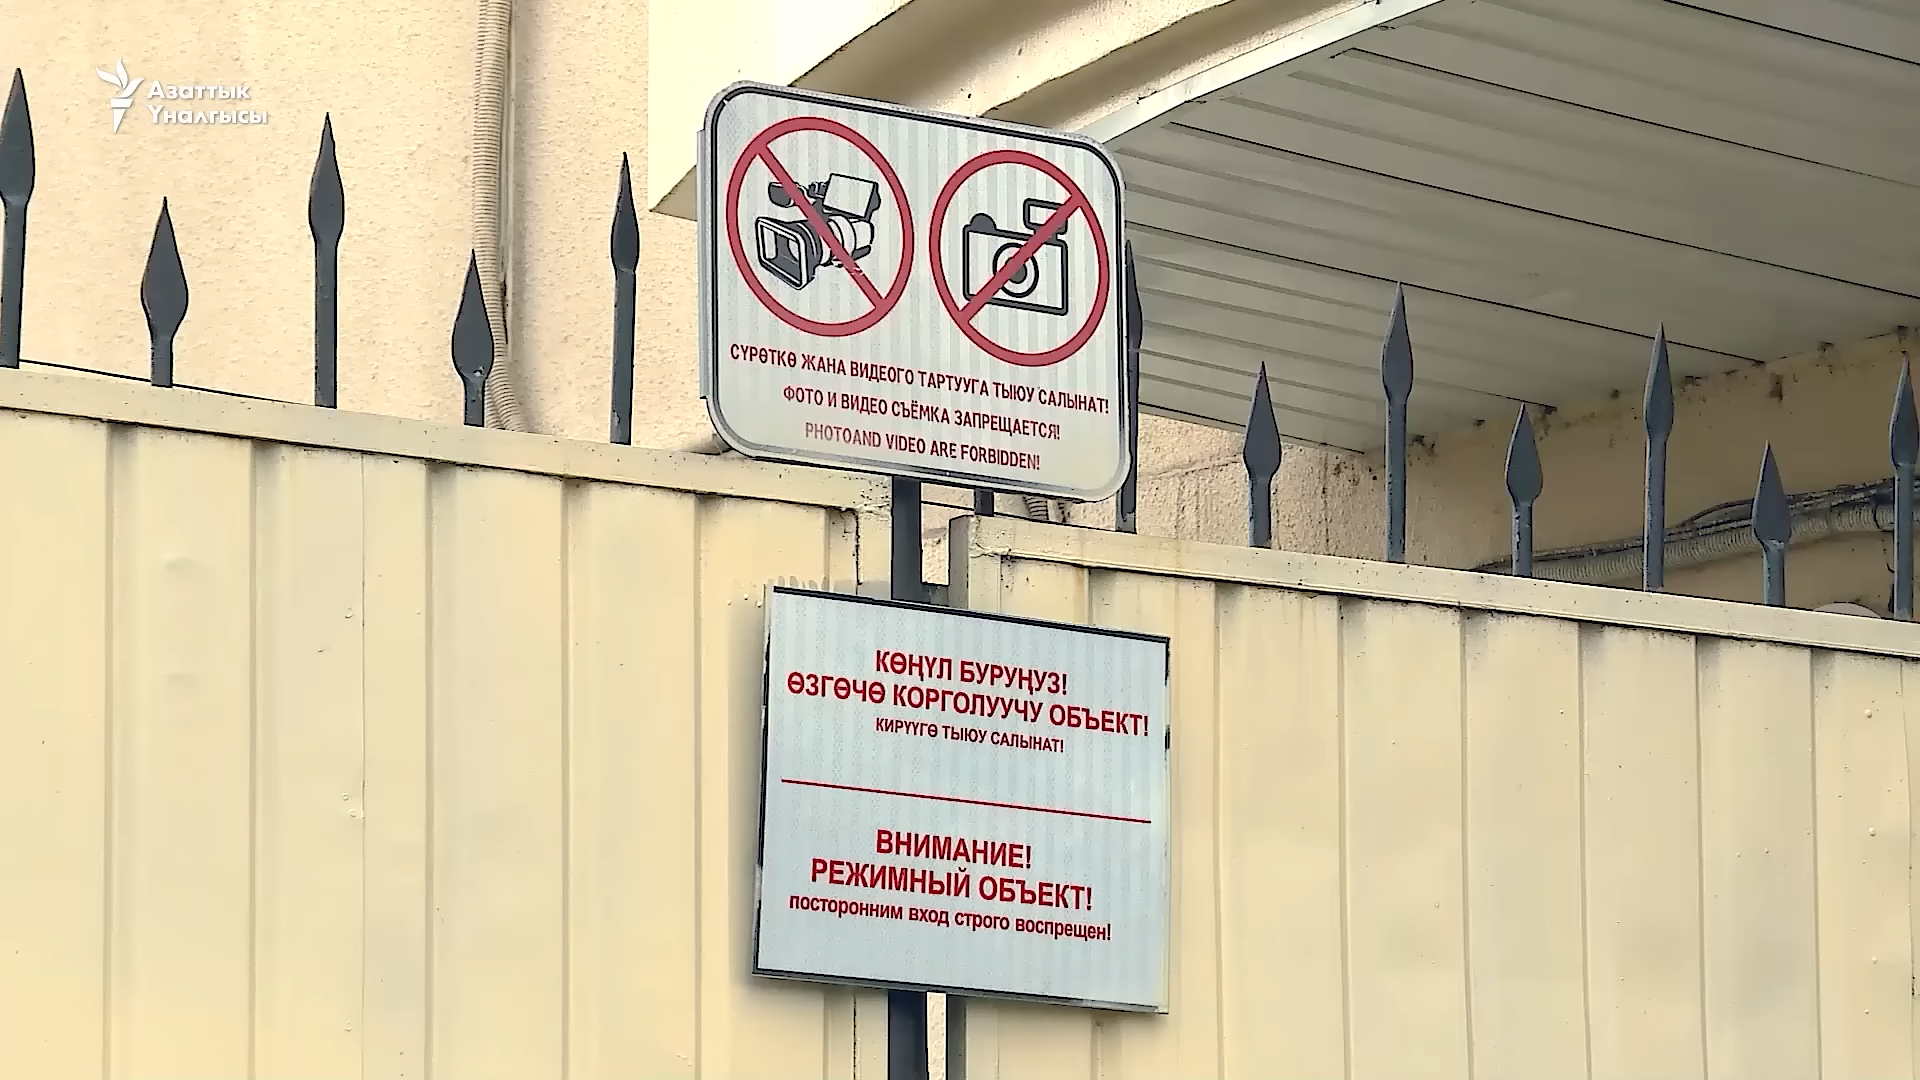 Азаттык
Үналгысы
СҮРӨТКӨ ЖАНА ВИДЕОГО ТАРТУУГА ТЫЮУ САЛЫНАТ!
ФОТО И ВИДЕО СЪЁМКА ЗАПРЕЩАЕТСЯ!
PHOTOAND VIDEO ARE FORBIDDEN!
КӨҢҮЛ БУРУҢУЗ!
ӨЗГӨЧӨ КОРГОЛУУЧУ ОБЪЕКТ!
КИРҮҮГӨ ТЫЮУ САЛЫНАТ!
ВНИМАНИЕ!
РЕЖИМНЫЙ ОБЪЕКТ!
посторонним вход строго воспрещен!